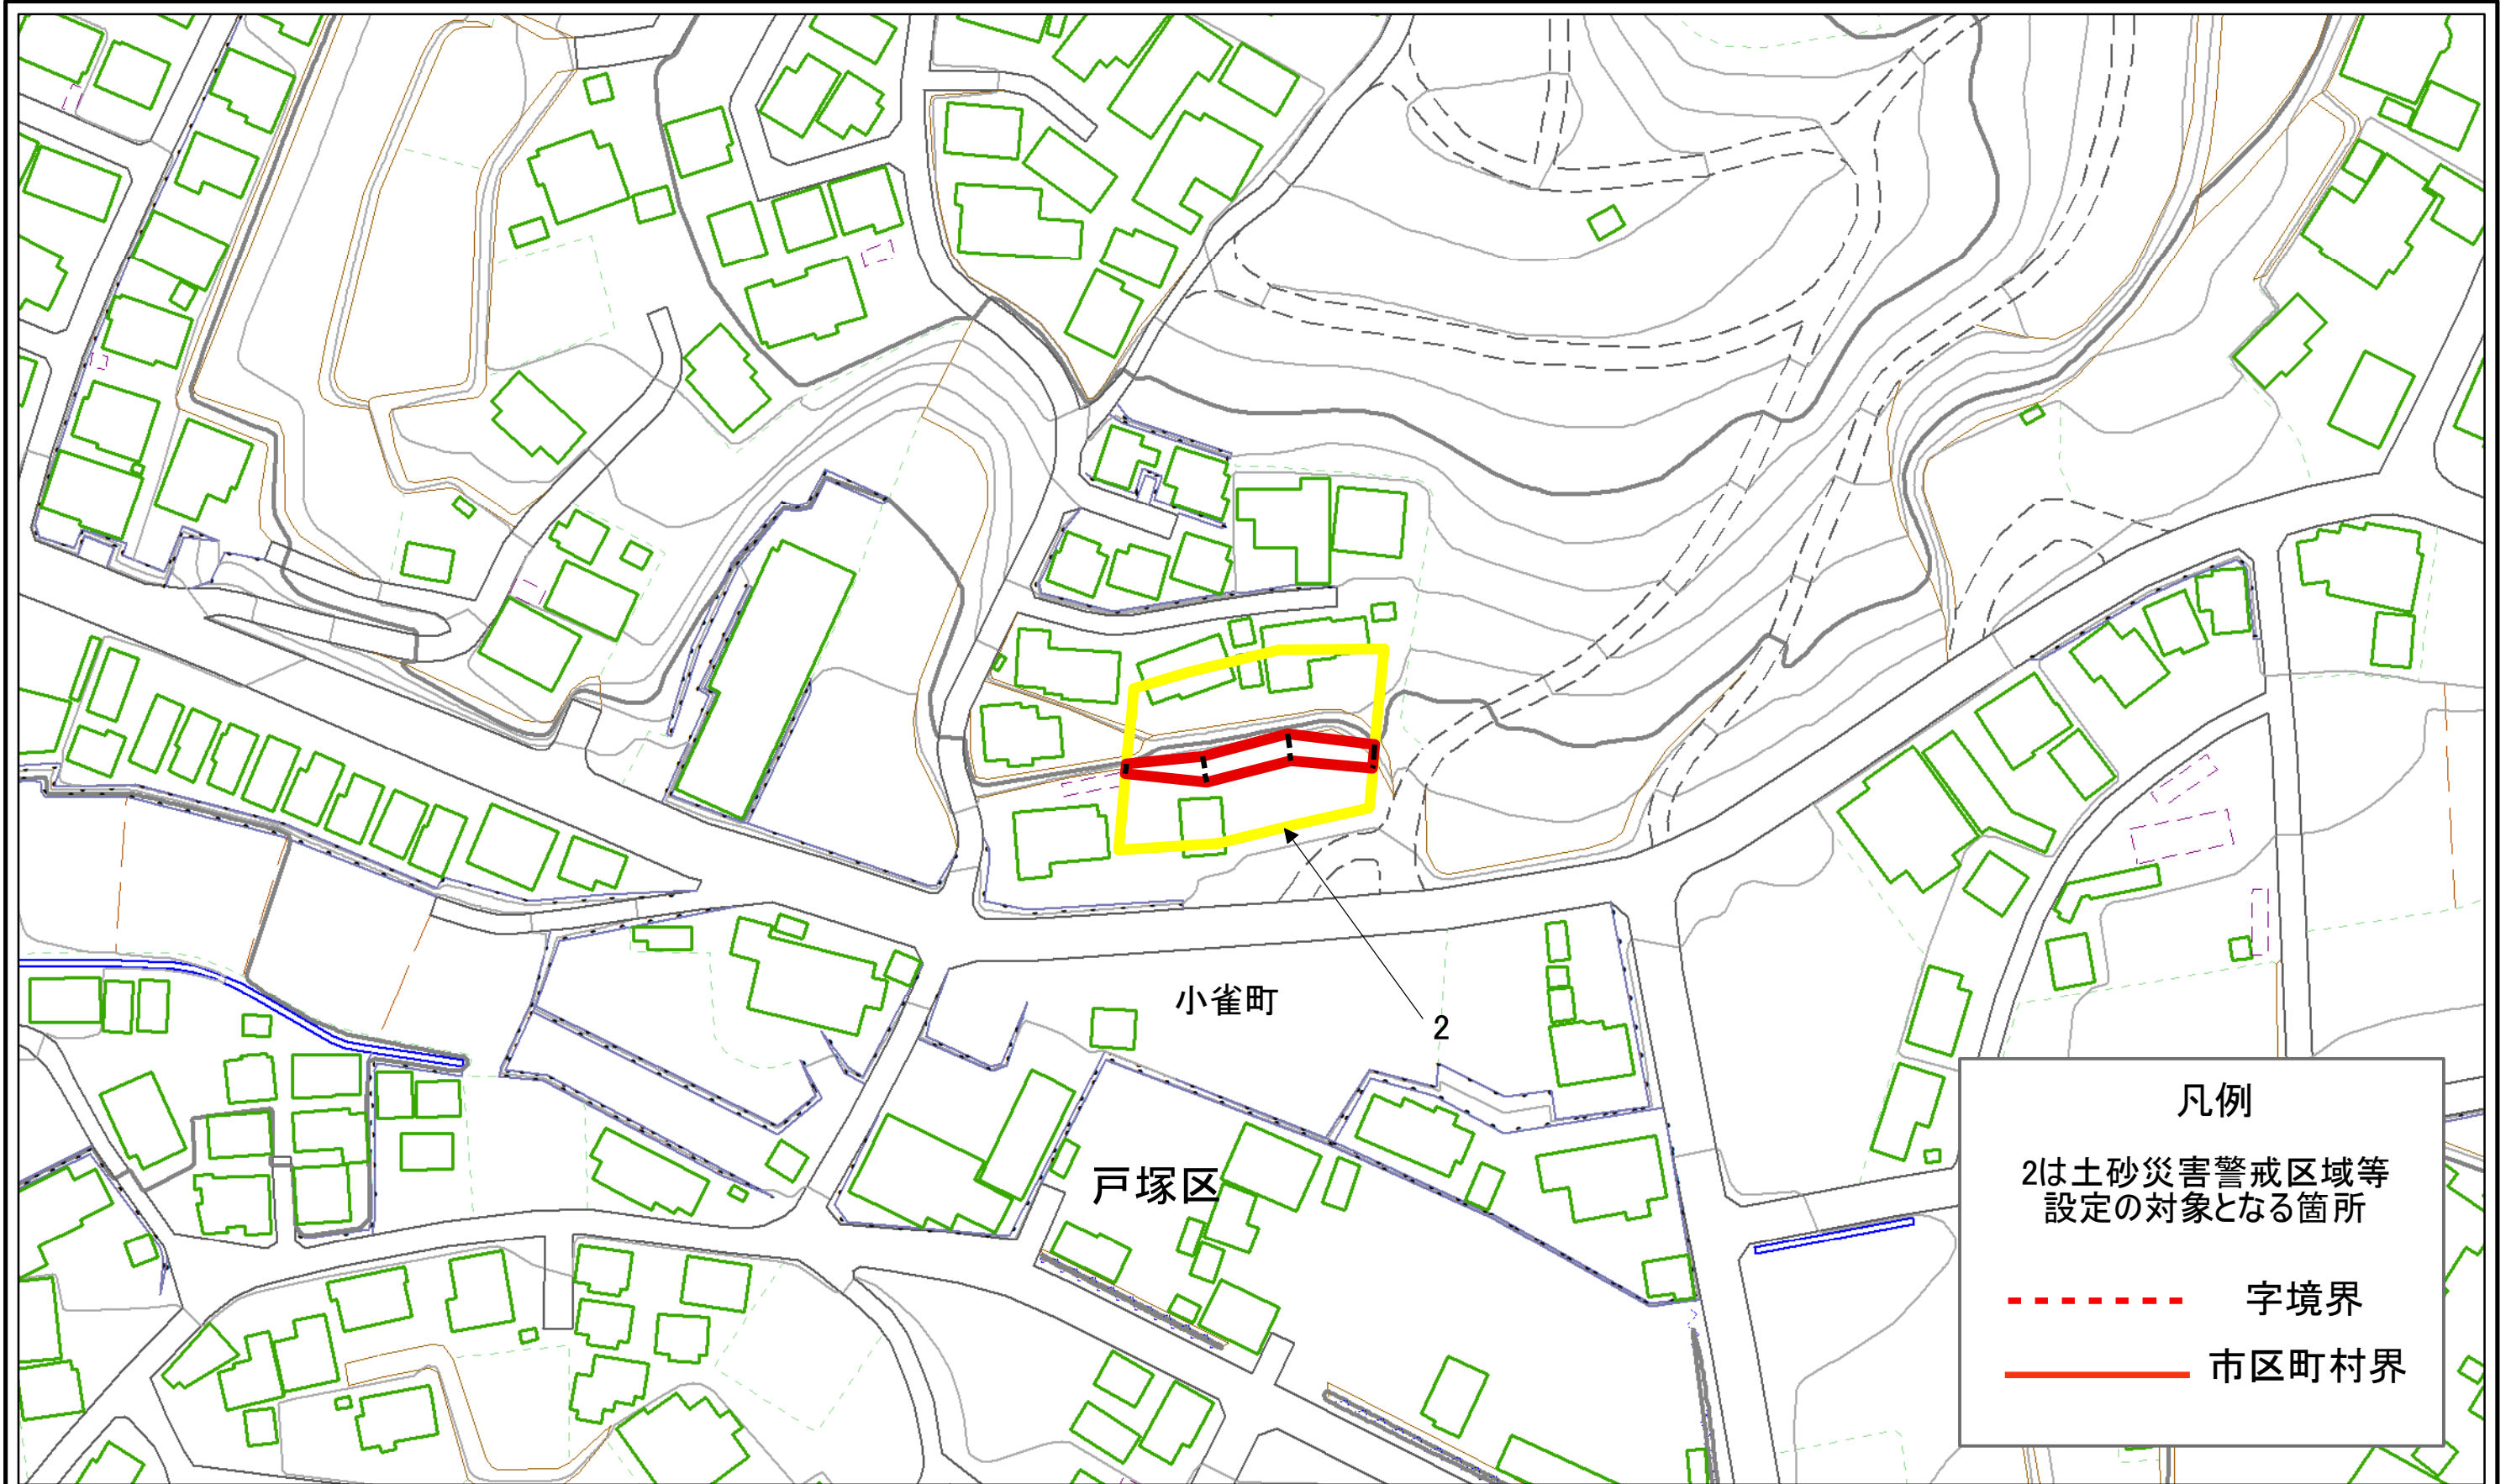 小雀町
2
戸塚区
凡例
2は土砂災害警戒区域等
設定の対象となる箇所
字境界
市区町村界